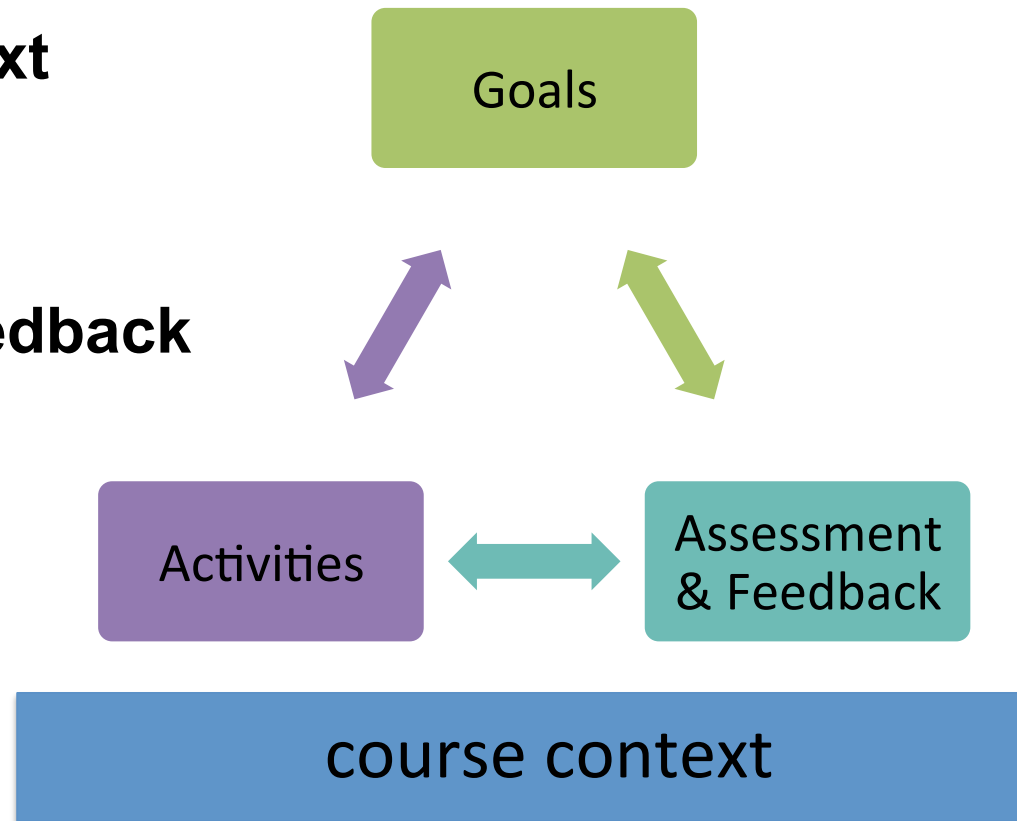 xt
Goals
edback
Activities
Assessment
& Feedback
course context